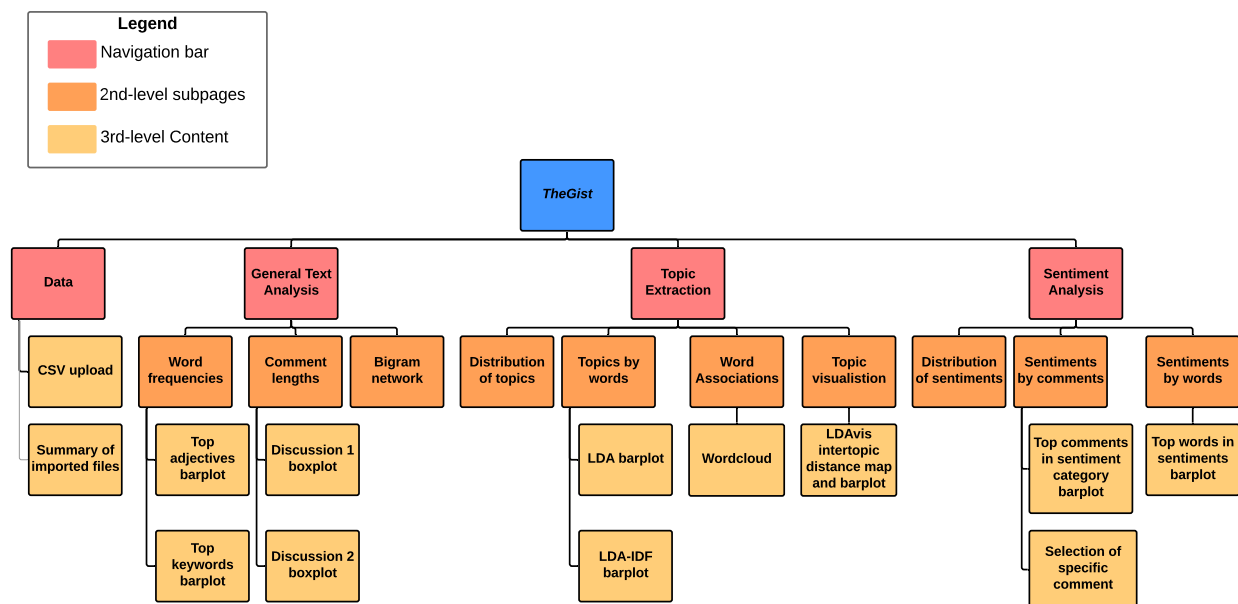 Legend
Navigation bar
2nd-level subpages
3rd-level Content
TheGist
Data
General Text
Analysis
Topic
Extraction
Sentiment
Analysis
CSV upload
Word
frequencies
Comment
lengths
Bigram
network
Distribution
of topics
Topics by
words
Word
Associations
Topic
visualistion
Distribution
of sentiments
Sentiments
by comments
Sentiments
by words
Summary of
imported files
Top
adjectives
barplot
Discussion 1
boxplot
LDA barplot
Wordcloud
LDAvis
intertopic
distance map
and barplot
Top comments
in sentiment
category
barplot
Top words in
sentiments
barplot
Top
keywords
barplot
Discussion 2
boxplot
LDA-IDF
barplot
Selection of
specific
comment